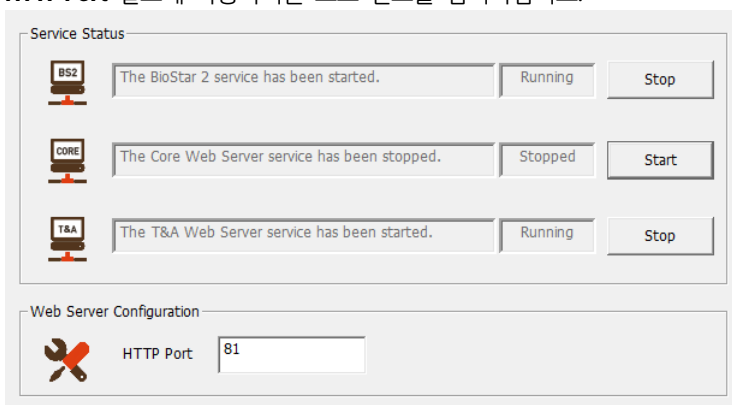 Service Status
BS2
The BioStar 2 service has been started. Running Stop
CORE
The Core Web Server service has been stopped. Stopped Start
T&A
The T&A Web Server service has been started. Running Stop
Web Server Configuration
HTTP Port 81